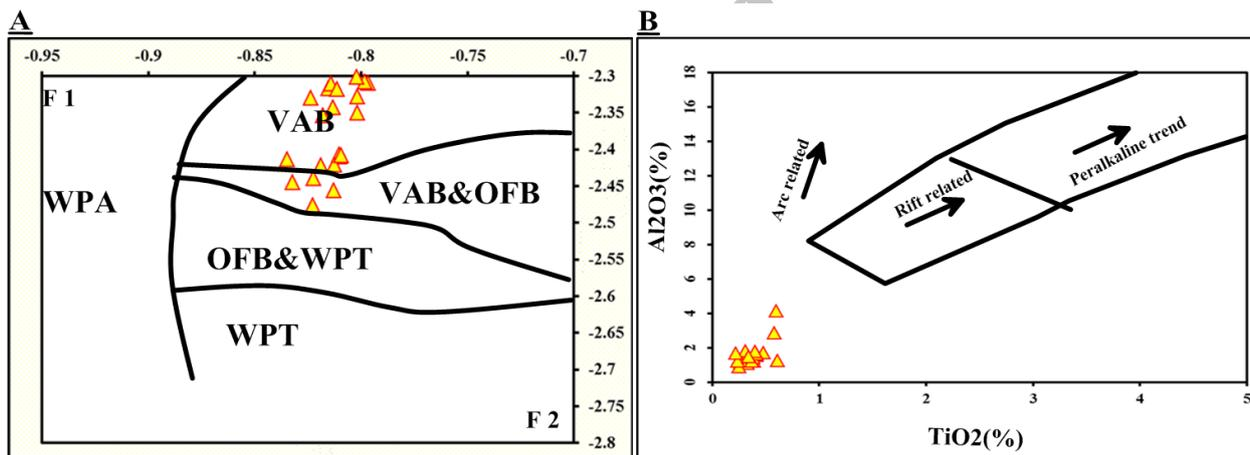 A
-0.95 -0.9 -0.85 -0.8 -0.75 -0.7
F 1
-2.3
-2.35
VAB
-2.4
-2.45
WPA
VAB&OFB
-2.5
OFB&WPT
-2.55
-2.6
WPT
-2.65
-2.7
-2.75
F 2
-2.8
B
Al2O3(%)
18
16
14
12
10
8
6
4
2
0
Arc related
Rift related
Peralkaline trend
0 1 2 3 4 5
TiO2(%)